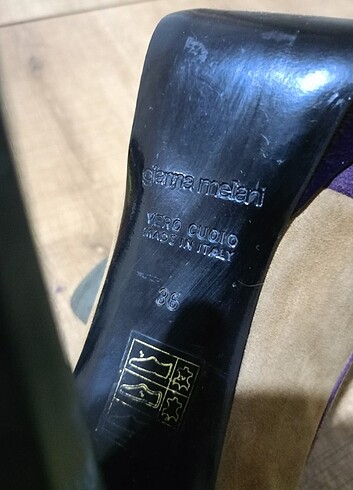 gianna meliani
VERO CUOIO
MADE IN ITALY
36